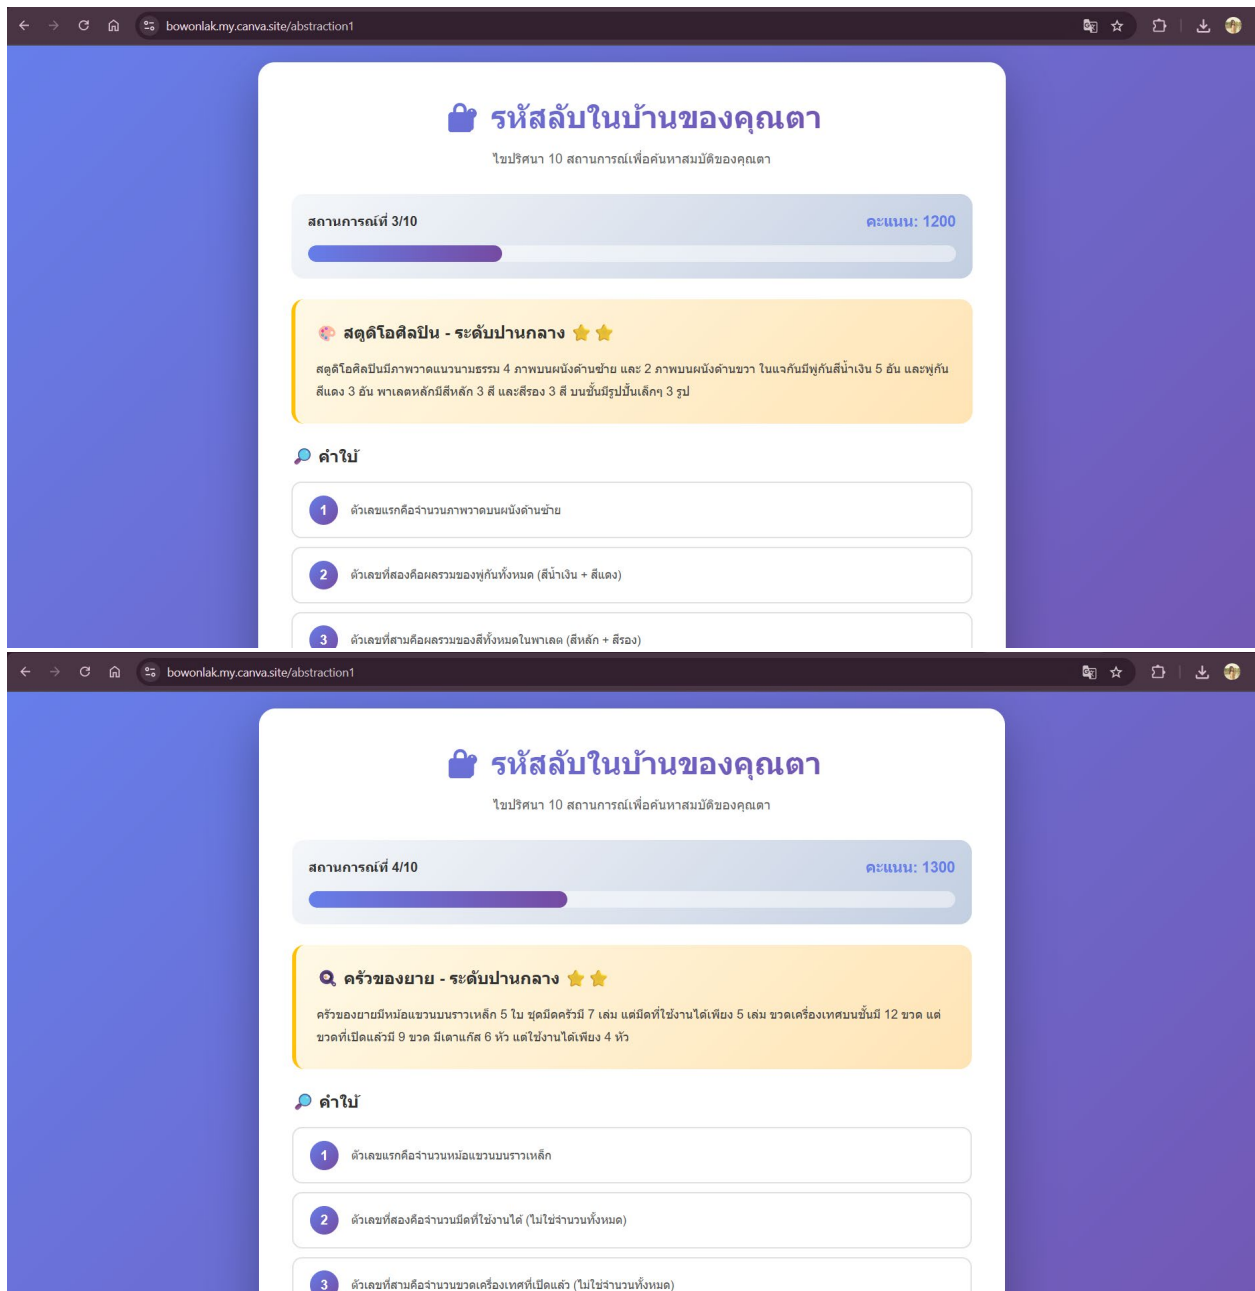 bowonlak.my.canva.site/abstraction1
รหัสลับในบ้านของคุณตา
ไขปริศนา 10 สถานการณ์เพื่อค้นหาสมบัติของคุณตา
สถานการณ์ที่ 3/10
คะแนน: 1200
สตูดิโอศิลปิน - ระดับปานกลาง
สตูดิโอศิลปินมีภาพวาดแนวนามธรรม 4 ภาพบนผนังด้านซ้าย และ 2 ภาพบนผนังด้านขวา ในแจกันมีพู่กันสีน้ำเงิน 5 อัน และพู่กัน
สีแดง 3 อัน พาเลตหลักมีสีหลัก 3 สี และสีรอง 3 สี บนชั้นมีรูปปั้นเล็กๆ 3 รูป
คำใบ้
1 ตัวเลขแรกคือจำนวนภาพวาดบนผนังด้านซ้าย
2 ตัวเลขที่สองคือผลรวมของพู่กันทั้งหมด (สีน้ำเงิน + สีแดง)
3 ตัวเลขที่สามคือผลรวมของสีทั้งหมดในพาเลต (สีหลัก + สีรอง)
bowonlak.my.canva.site/abstraction1
รหัสลับในบ้านของคุณตา
ไขปริศนา 10 สถานการณ์เพื่อค้นหาสมบัติของคุณตา
สถานการณ์ที่ 4/10
คะแนน: 1300
ครัวของยาย - ระดับปานกลาง
ครัวของยายมีหม้อแขวนบนราวเหล็ก 5 ใบ ชุดมีดครัวมี 7 เล่ม แต่มีดที่ใช้งานได้เพียง 5 เล่ม ขวดเครื่องเทศบนชั้นมี 12 ขวด แต่
ขวดที่เปิดแล้วมี 9 ขวด มีเตาแก๊ส 6 หัว แต่ใช้งานได้เพียง 4 หัว
คำใบ้
1 ตัวเลขแรกคือจำนวนหม้อแขวนบนราวเหล็ก
2 ตัวเลขที่สองคือจำนวนมีดที่ใช้งานได้ (ไม่ใช่จำนวนทั้งหมด)
3 ตัวเลขที่สามคือจำนวนขวดเครื่องเทศที่เปิดแล้ว (ไม่ใช่จำนวนทั้งหมด)